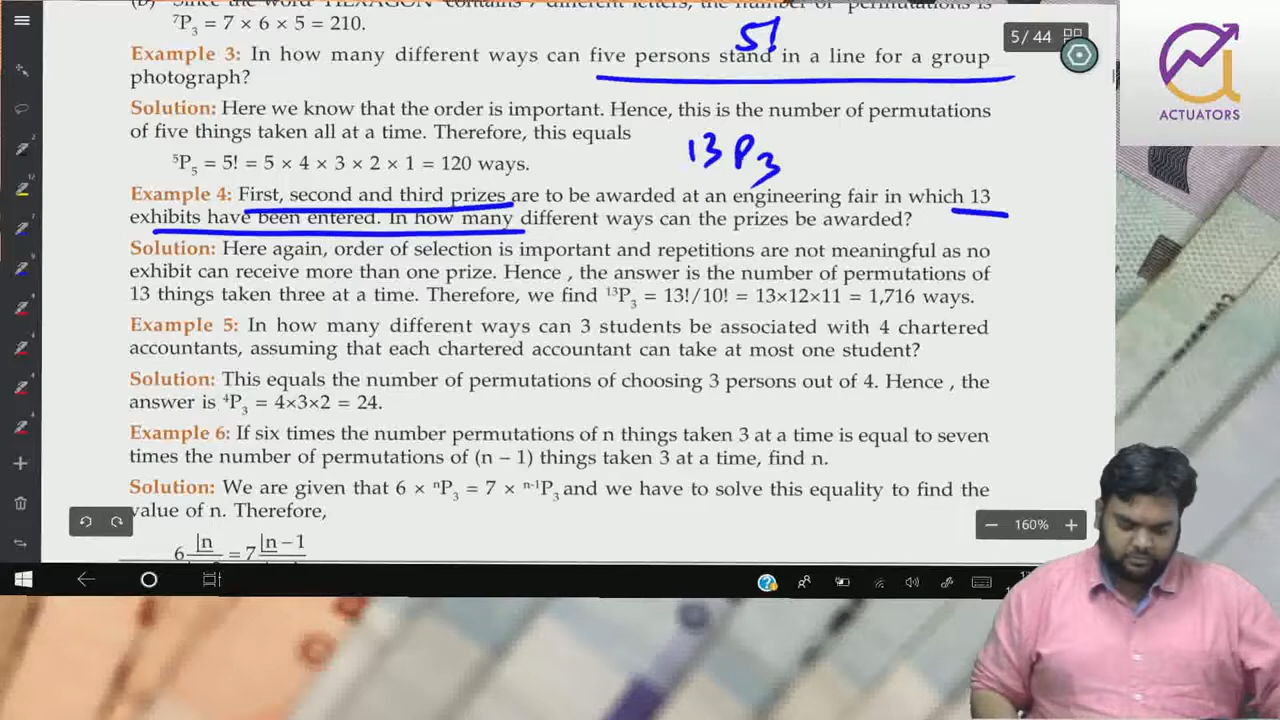 (b) Since the word HEXAGON contains 7 different letters, the number of permutations is
⁷P₃ = 7 × 6 × 5 = 210.
5!
5 / 44
Example 3: In how many different ways can five persons stand in a line for a group
photograph?
ACTUATORS
Solution: Here we know that the order is important. Hence, this is the number of permutations
of five things taken all at a time. Therefore, this equals
13 P3
⁵P₅ = 5! = 5 × 4 × 3 × 2 × 1 = 120 ways.
Example 4: First, second and third prizes are to be awarded at an engineering fair in which 13
exhibits have been entered. In how many different ways can the prizes be awarded?
Solution: Here again, order of selection is important and repetitions are not meaningful as no
exhibit can receive more than one prize. Hence , the answer is the number of permutations of
13 things taken three at a time. Therefore, we find ¹³P₃ = 13!/10! = 13×12×11 = 1,716 ways.
Example 5: In how many different ways can 3 students be associated with 4 chartered
accountants, assuming that each chartered accountant can take at most one student?
Solution: This equals the number of permutations of choosing 3 persons out of 4. Hence , the
answer is ⁴P₃ = 4×3×2 = 24.
Example 6: If six times the number permutations of n things taken 3 at a time is equal to seven
times the number of permutations of (n – 1) things taken 3 at a time, find n.
Solution: We are given that 6 × ⁿP₃ = 7 × ⁿ⁻¹P₃ and we have to solve this equality to find the
value of n. Therefore,
160%
6 |n = 7 |n – 1